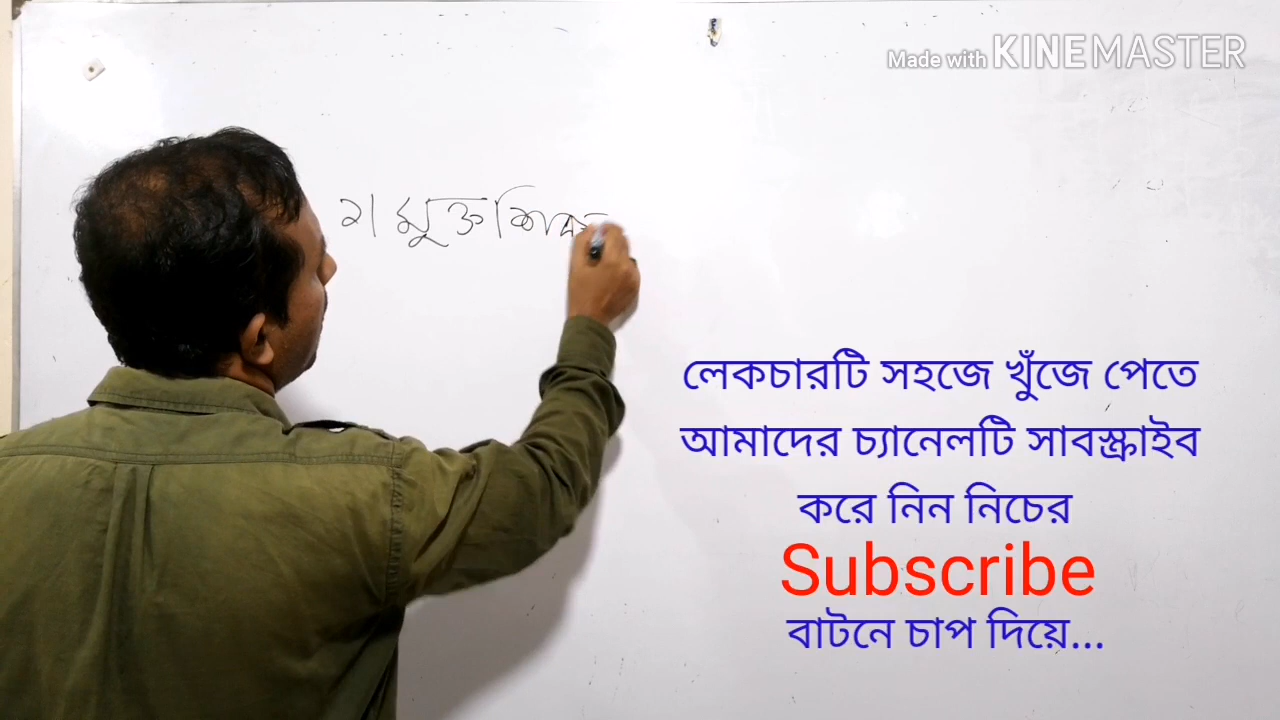 Made with KINEMASTER
২। মুক্ত
লেকচারটি সহজে খুঁজে পেতে
আমাদের চ্যানেলটি সাবস্ক্রাইব
করে নিন নিচের
Subscribe
বাটনে চাপ দিয়ে...